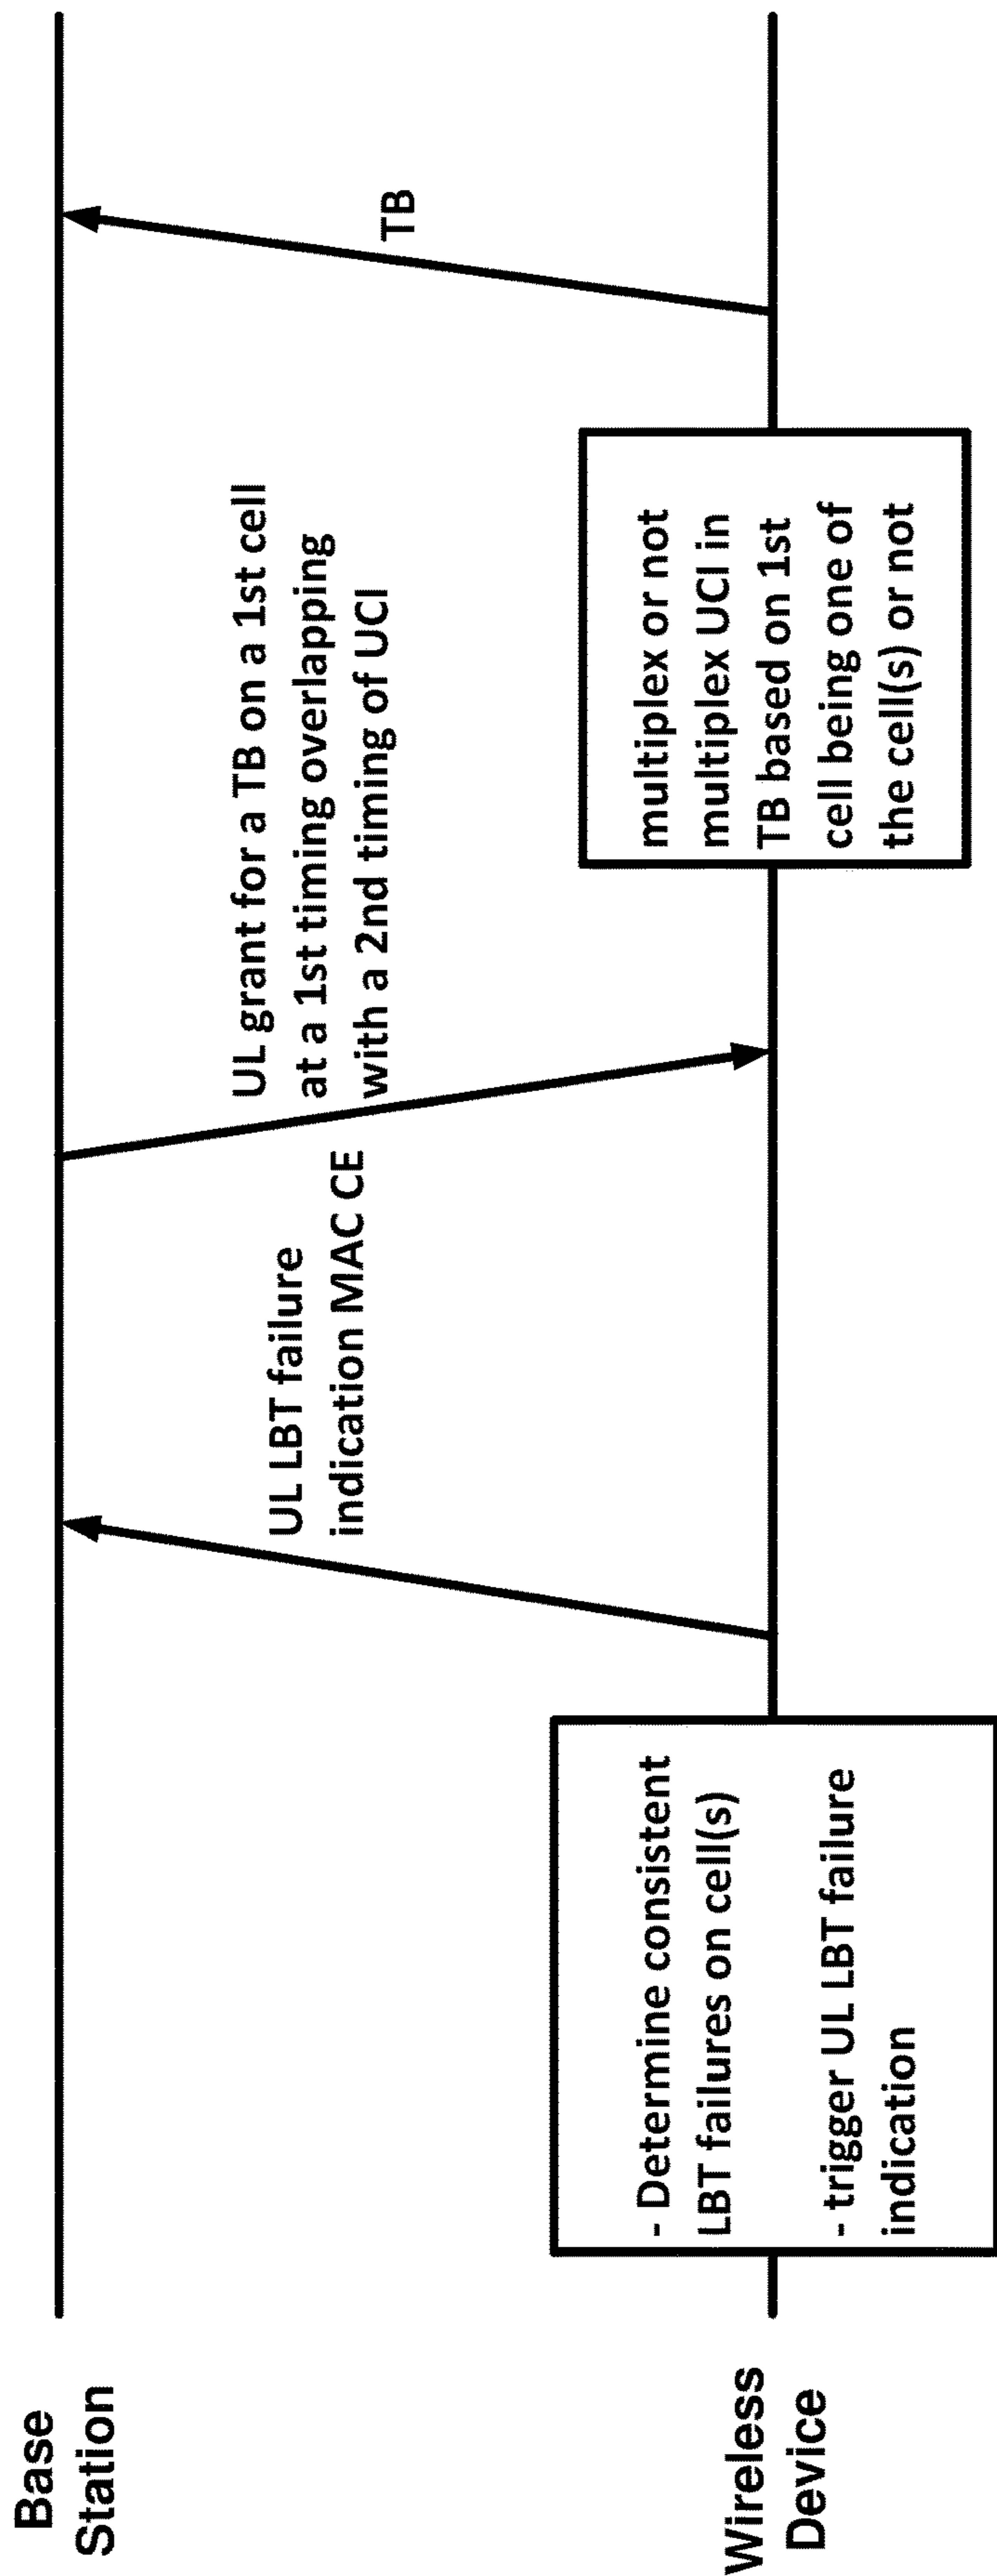 Base
Station
Wireless
Device
- Determine consistent
LBT failures on cell(s)
- trigger UL LBT failure
indication
UL LBT failure
indication MAC CE
UL grant for a TB on a 1st cell
at a 1st timing overlapping
with a 2nd timing of UCI
multiplex or not
multiplex UCI in
TB based on 1st
cell being one of
the cell(s) or not
TB